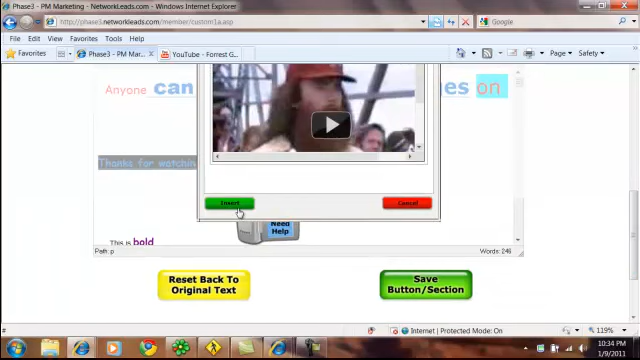 Phase3 - PM Marketing - NetworkLeads.com - Windows Internet Explorer
http://phase3.networkleads.com/member/custom1a.asp
Google
File Edit View Favorites Tools Help
Favorites Phase3 - PM Marketing - ... YouTube - Forrest G... Page Safety
Anyone can es on
Thanks for watchin
Insert Cancel
Need
Help
This is bold
Path: p Words: 246
Reset Back To
Original Text
Save
Button/Section
# Internet | Protected Mode: On 119%
10:34 PM
1/9/2011